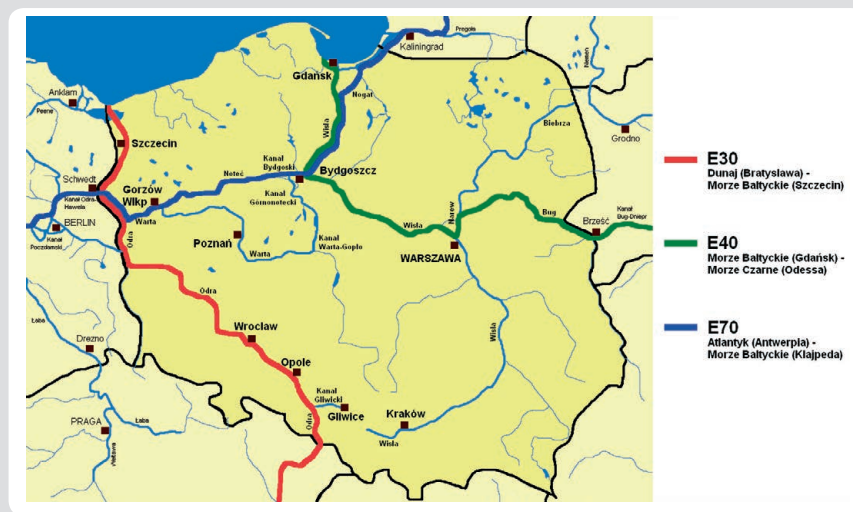 Kaliningrad
Pregoła
Gdańsk
Nogat
Niemen
Anklam
Peene
Wisła
Biebrza
Szczecin
Grodno
Schwedt
Gorzów
Wlkp
Noteć
Kanał
Bydgoski
Bydgoszcz
Kanał Odra-
Hawela
Warta
Kanał
Górnonotecki
BERLIN
Kanał
Poczdamski
Odra
Poznań
Warta
Kanał
Warta-Gopło
Wisła
Narew
WARSZAWA
Bug
Brześć
Kanał
Bug-Dniepr
Odra
Łaba
Drezno
Wrocław
Wisła
Opole
Kanał
Gliwicki
Gliwice
Odra
Kraków
Wisła
PRAGA
Łaba
Wełtawa
E30
Dunaj (Bratysława) -
Morze Bałtyckie (Szczecin)
E40
Morze Bałtyckie (Gdańsk) -
Morze Czarne (Odessa)
E70
Atlantyk (Antwerpia) -
Morze Bałtyckie (Kłajpeda)